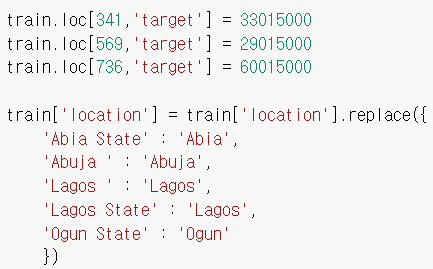 train.loc[341,'target'] = 33015000
train.loc[569,'target'] = 29015000
train.loc[736,'target'] = 60015000
train['location'] = train['location'].replace({
'Abia State' : 'Abia',
'Abuja ' : 'Abuja',
'Lagos ' : 'Lagos',
'Lagos State' : 'Lagos',
'Ogun State' : 'Ogun'
})